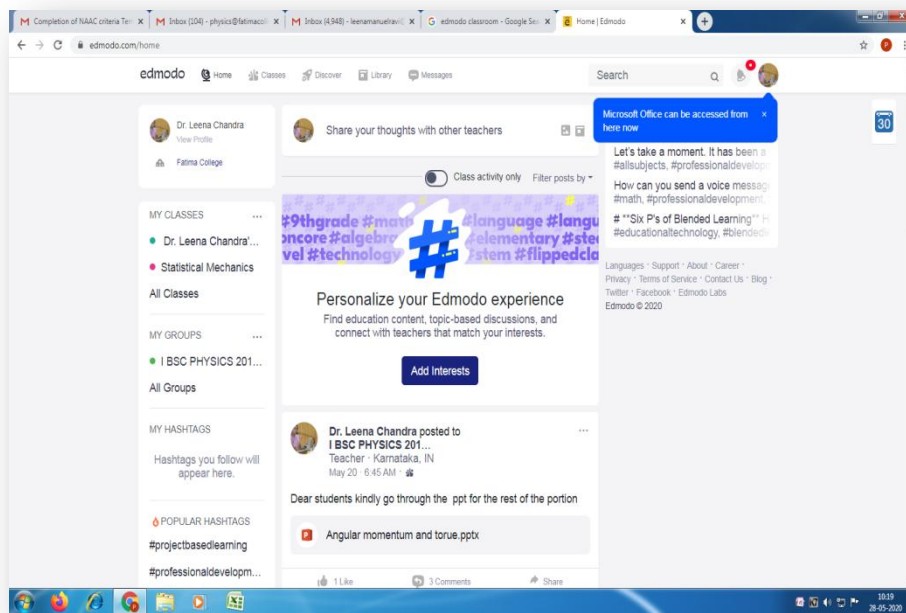 Completion of NAAC criteria Ter
Inbox (104) - physics@fatimacoll
Inbox (4,948) - leenamanuelravi@
edmodo classroom - Google Sea
Home | Edmodo
edmodo.com/home
edmodo Home Classes Discover Library Messages Search
Dr. Leena Chandra
View Profile
Fatima College
MY CLASSES
Dr. Leena Chandra'...
Statistical Mechanics
All Classes
MY GROUPS
I BSC PHYSICS 201...
All Groups
MY HASHTAGS
Hashtags you follow will
appear here.
POPULAR HASHTAGS
#projectbasedlearning
#professionaldevelopm...
Share your thoughts with other teachers
Class activity only Filter posts by
#9thgrade #math #language #langu
oncore #algebra #elementary #ste
vel #technology #stem #flippedcla
#
Personalize your Edmodo experience
Find education content, topic-based discussions, and
connect with teachers that match your interests.
Add Interests
Dr. Leena Chandra posted to
I BSC PHYSICS 201...
Teacher · Karnataka, IN
May 20 · 6:45 AM ·
Dear students kindly go through the ppt for the rest of the portion
Angular momentum and torue.pptx
1 Like 3 Comments Share
Microsoft Office can be accessed from
here now
Let's take a moment. It has been a
#allsubjects, #professionaldevelopm
How can you send a voice message
#math, #professionaldevelopment,
# **Six P's of Blended Learning** H
#educationaltechnology, #blendedle
Languages · Support · About · Career ·
Privacy · Terms of Service · Contact Us · Blog ·
Twitter · Facebook · Edmodo Labs
Edmodo © 2020
30
10:19
28-05-2020